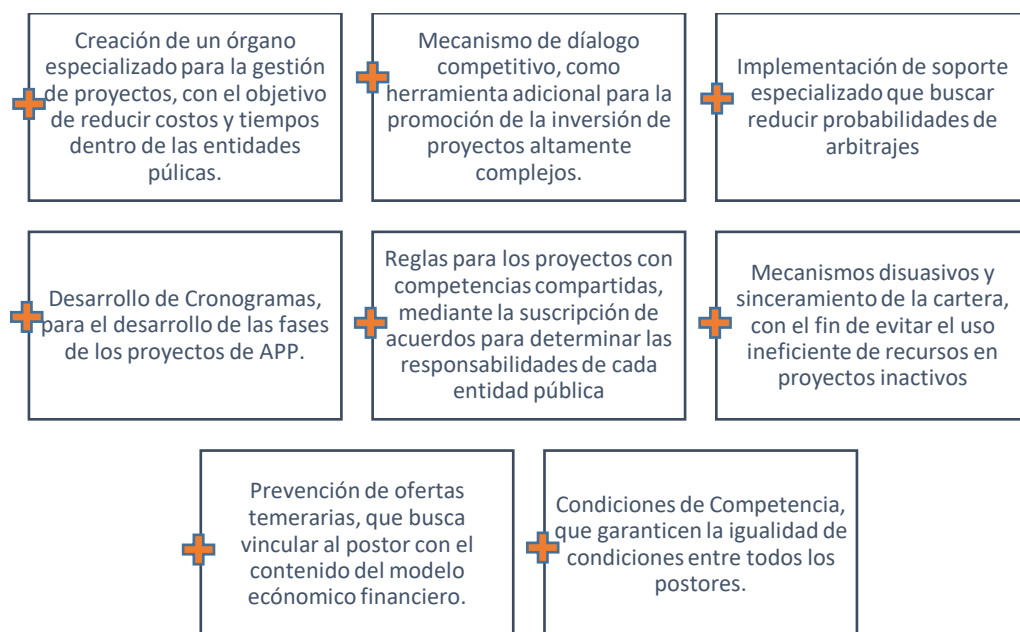 Creación de un órgano
especializado para la gestión
de proyectos, con el objetivo
de reducir costos y tiempos
dentro de las entidades
púlicas.
Mecanismo de díalogo
competitivo, como
herramienta adicional para la
promoción de la inversión de
proyectos altamente
complejos.
Implementación de soporte
especializado que buscar
reducir probabilidades de
arbitrajes
Desarrollo de Cronogramas,
para el desarrollo de las fases
de los proyectos de APP.
Reglas para los proyectos con
competencias compartidas,
mediante la suscripción de
acuerdos para determinar las
responsabilidades de cada
entidad pública
Mecanismos disuasivos y
sinceramiento de la cartera,
con el fin de evitar el uso
ineficiente de recursos en
proyectos inactivos
Prevención de ofertas
temerarias, que busca
vincular al postor con el
contenido del modelo
ecónomico financiero.
Condiciones de Competencia,
que garanticen la igualdad de
condiciones entre todos los
postores.